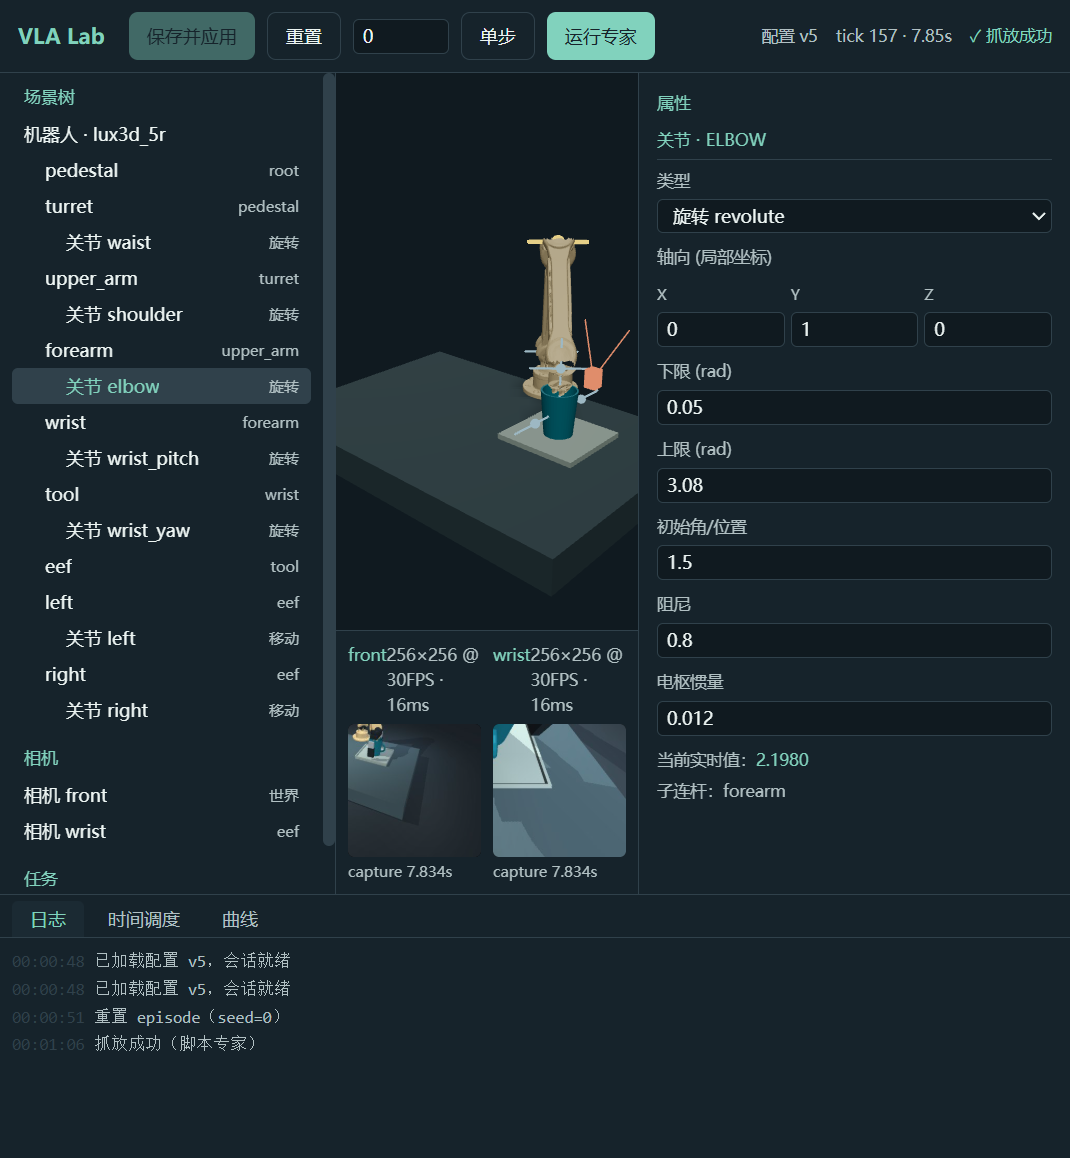 VLA Lab 保存并应用 重置 0 单步 运行专家 配置 v5 tick 157 · 7.85s ✓ 抓放成功
场景树
机器人 · lux3d_5r
pedestal root
turret pedestal
关节 waist 旋转
upper_arm turret
关节 shoulder 旋转
forearm upper_arm
关节 elbow 旋转
wrist forearm
关节 wrist_pitch 旋转
tool wrist
关节 wrist_yaw 旋转
eef tool
left eef
关节 left 移动
right eef
关节 right 移动
相机
相机 front 世界
相机 wrist eef
任务
front 256×256 @
30FPS ·
16ms
capture 7.834s
wrist 256×256 @
30FPS ·
16ms
capture 7.834s
属性
关节 · ELBOW
类型
旋转 revolute
轴向 (局部坐标)
X Y Z
0 1 0
下限 (rad)
0.05
上限 (rad)
3.08
初始角/位置
1.5
阻尼
0.8
电枢惯量
0.012
当前实时值：2.1980
子连杆：forearm
日志 时间调度 曲线
00:00:48 已加载配置 v5，会话就绪
00:00:48 已加载配置 v5，会话就绪
00:00:51 重置 episode（seed=0）
00:01:06 抓放成功（脚本专家）